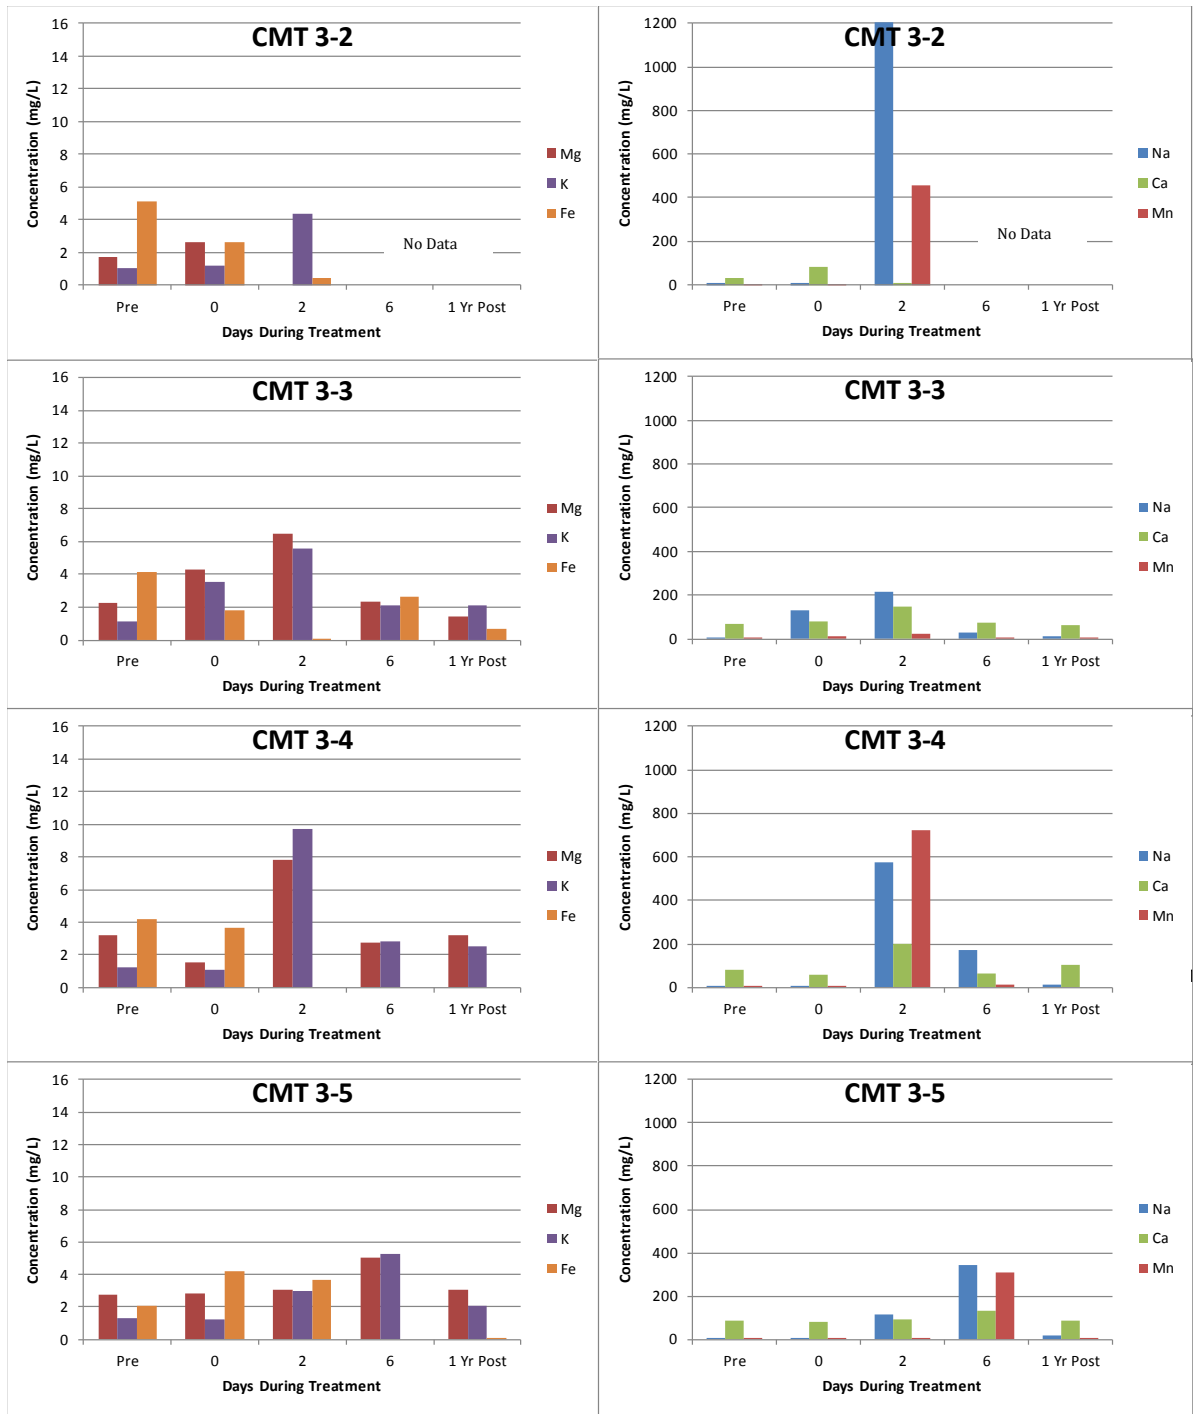 CMT 3-2
Concentration (mg/L)
16
14
12
10
8
6
4
2
0
Mg
K
Fe
No Data
Pre 0 2 6 1 Yr Post
Days During Treatment
CMT 3-2
Concentration (mg/L)
1200
1000
800
600
400
200
0
Na
Ca
Mn
No Data
Pre 0 2 6 1 Yr Post
Days During Treatment
CMT 3-3
Concentration (mg/L)
16
14
12
10
8
6
4
2
0
Mg
K
Fe
Pre 0 2 6 1 Yr Post
Days During Treatment
CMT 3-3
Concentration (mg/L)
1200
1000
800
600
400
200
0
Na
Ca
Mn
Pre 0 2 6 1 Yr Post
Days During Treatment
CMT 3-4
Concentration (mg/L)
16
14
12
10
8
6
4
2
0
Mg
K
Fe
Pre 0 2 6 1 Yr Post
Days During Treatment
CMT 3-4
Concentration (mg/L)
1200
1000
800
600
400
200
0
Na
Ca
Mn
Pre 0 2 6 1 Yr Post
Days During Treatment
CMT 3-5
Concentration (mg/L)
16
14
12
10
8
6
4
2
0
Mg
K
Fe
Pre 0 2 6 1 Yr Post
Days During Treatment
CMT 3-5
Concentration (mg/L)
1200
1000
800
600
400
200
0
Na
Ca
Mn
Pre 0 2 6 1 Yr Post
Days During Treatment